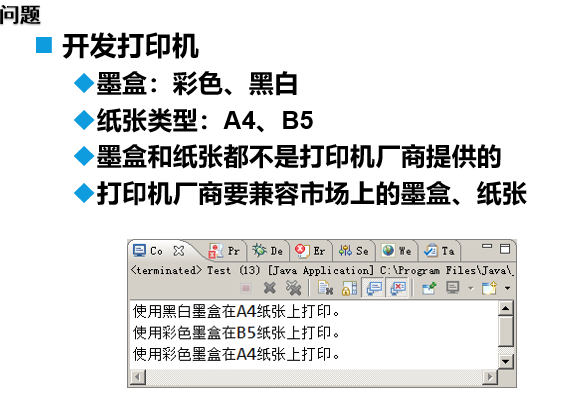 问题
开发打印机
墨盒：彩色、黑白
纸张类型：A4、B5
墨盒和纸张都不是打印机厂商提供的
打印机厂商要兼容市场上的墨盒、纸张
Co Pr De Er Se We Ta
<terminated> Test (13) [Java Application] C:\Program Files\Java\
使用黑白墨盒在A4纸张上打印。
使用彩色墨盒在B5纸张上打印。
使用彩色墨盒在A4纸张上打印。